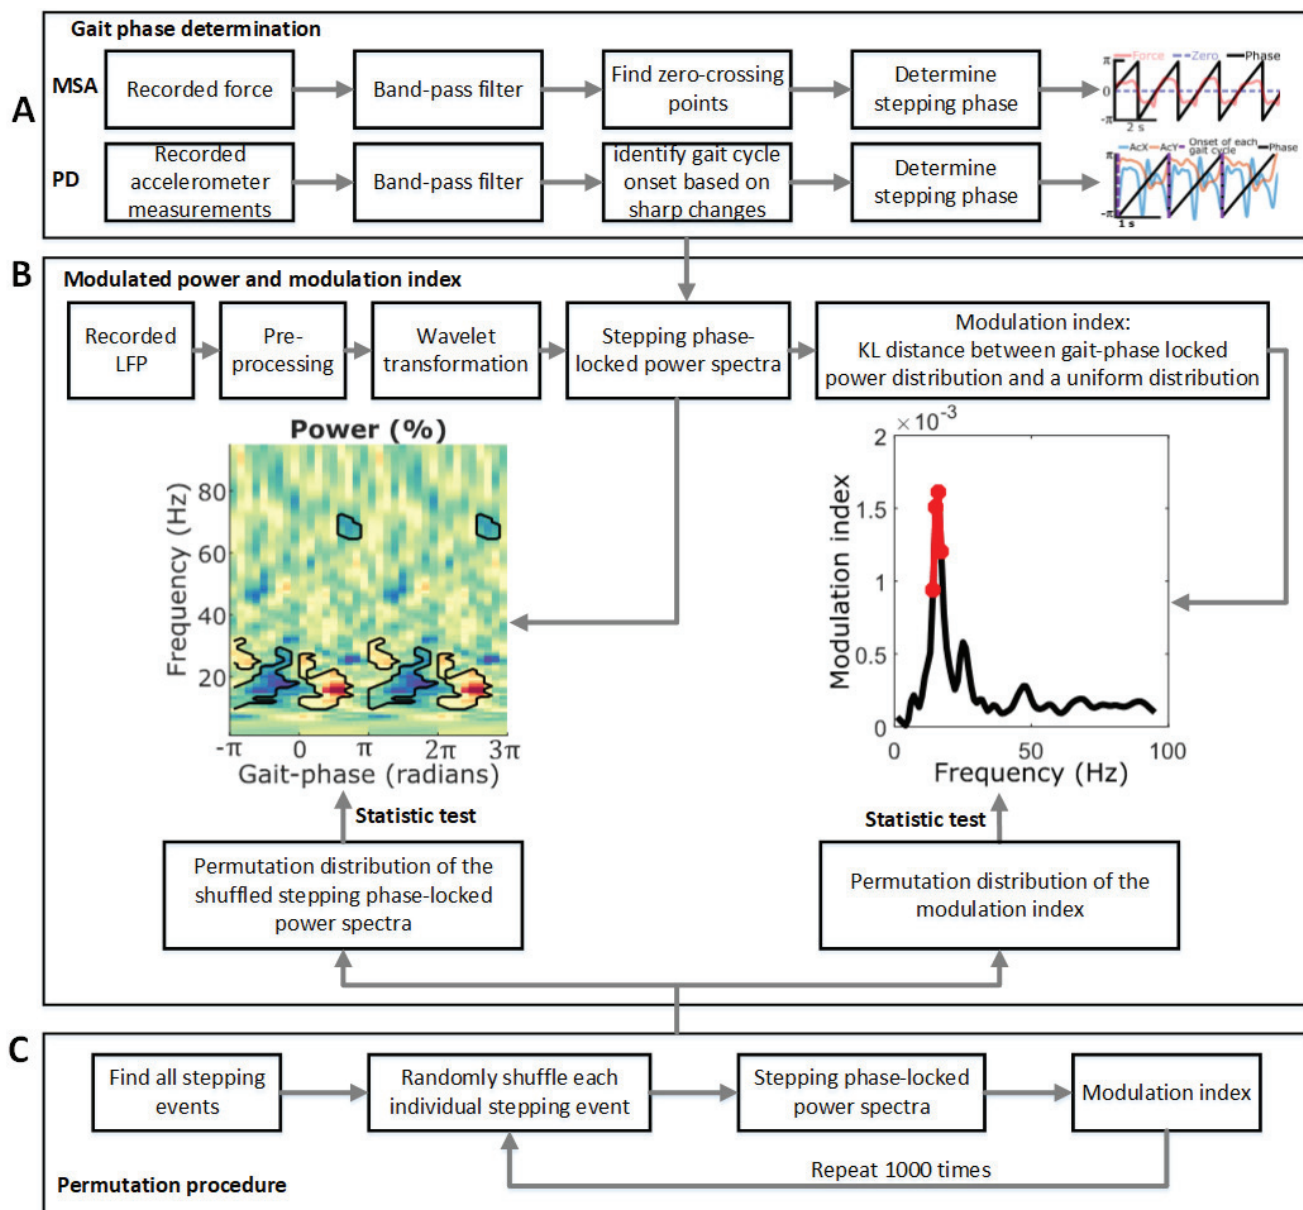 Gait phase determination
A
MSA
Recorded force
Band-pass filter
Find zero-crossing
points
Determine
stepping phase
Force Zero Phase
π
0
-π
2 s
PD
Recorded
accelerometer
measurements
Band-pass filter
identify gait cycle
onset based on
sharp changes
Determine
stepping phase
AcX AcY Onset of each
gait cycle Phase
π
-π
1 s
B
Modulated power and modulation index
Recorded
LFP
Pre-
processing
Wavelet
transformation
Stepping phase-
locked power spectra
Modulation index:
KL distance between gait-phase locked
power distribution and a uniform distribution
Power (%)
Frequency (Hz)
80
60
40
20
-π 0 π 2π 3π
Gait-phase (radians)
×10⁻³
Modulation index
2
1.5
1
0.5
0
0 50 100
Frequency (Hz)
Statistic test
Statistic test
Permutation distribution of the
shuffled stepping phase-locked
power spectra
Permutation distribution of the
modulation index
C
Find all stepping
events
Randomly shuffle each
individual stepping event
Stepping phase-locked
power spectra
Modulation index
Repeat 1000 times
Permutation procedure